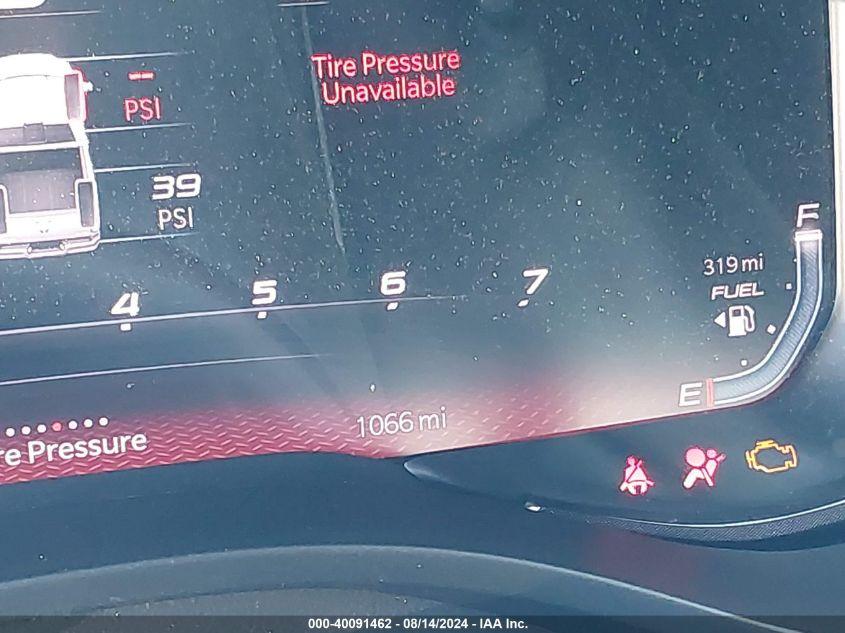 --
PSI
Tire Pressure
Unavailable
39
PSI
F
319 mi
FUEL
4 5 6 7
E
1066 mi
re Pressure
000-40091462 - 08/14/2024 - IAA Inc.